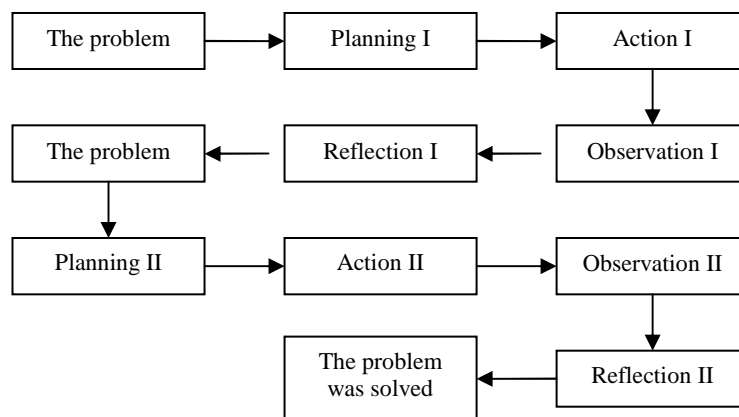 The problem
Planning I
Action I
The problem
Reflection I
Observation I
Planning II
Action II
Observation II
The problem
was solved
Reflection II